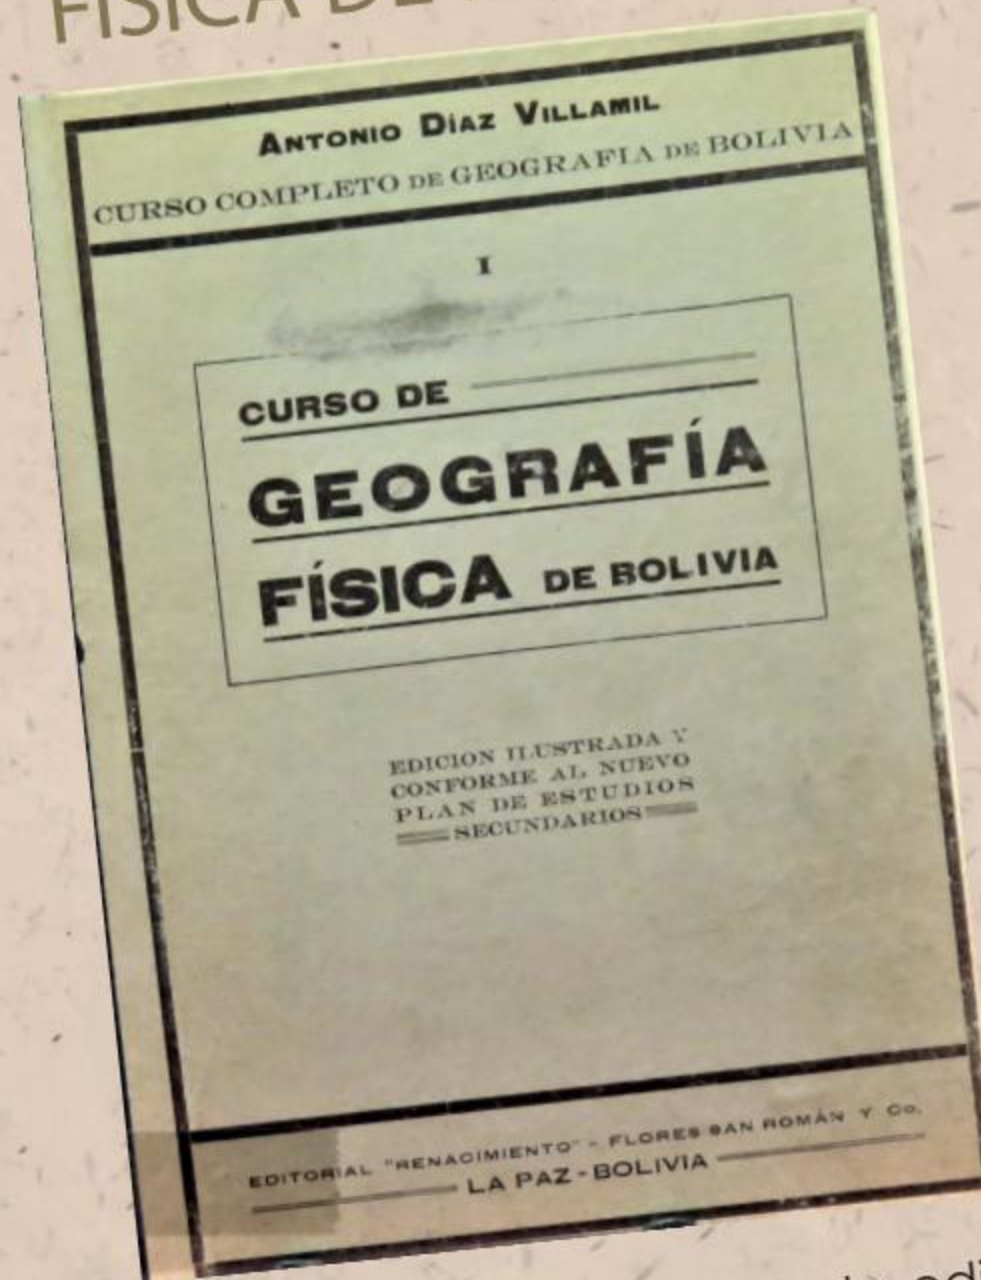 FÍSICA DE
ANTONIO DÍAZ VILLAMIL
CURSO COMPLETO DE GEOGRAFIA DE BOLIVIA
I
CURSO DE
GEOGRAFÍA
FÍSICA DE BOLIVIA
EDICION ILUSTRADA Y
CONFORME AL NUEVO
PLAN DE ESTUDIOS
SECUNDARIOS
EDITORIAL "RENACIMIENTO" - FLORES SAN ROMÁN Y Co.
LA PAZ - BOLIVIA